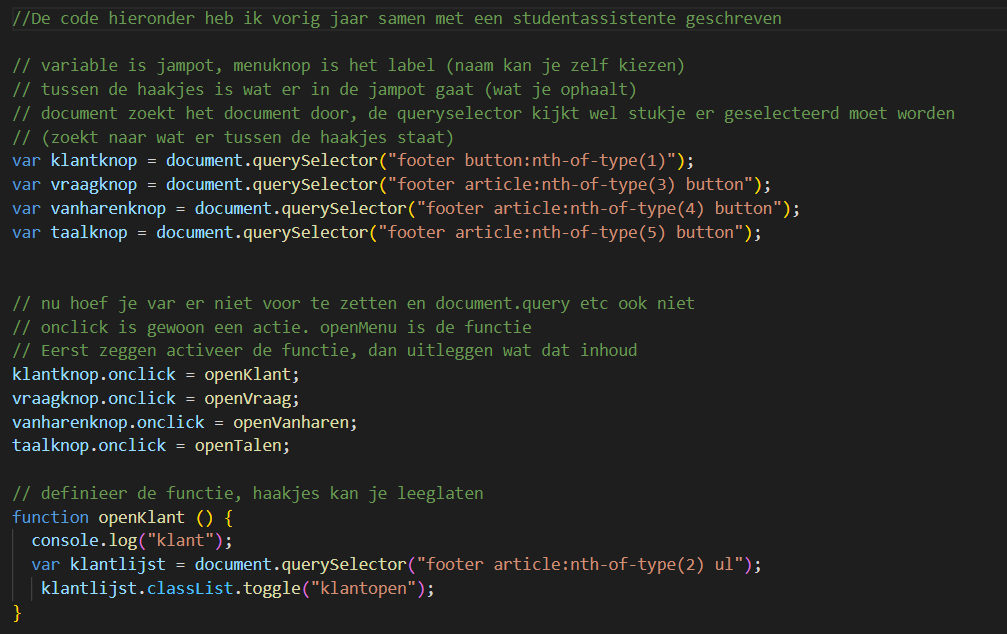 //De code hieronder heb ik vorig jaar samen met een studentassistente geschreven
// variable is jampot, menuknop is het label (naam kan je zelf kiezen)
// tussen de haakjes is wat er in de jampot gaat (wat je ophaalt)
// document zoekt het document door, de queryselector kijkt wel stukje er geselecteerd moet worden
// (zoekt naar wat er tussen de haakjes staat)
var klantknop = document.querySelector("footer button:nth-of-type(1)");
var vraagknop = document.querySelector("footer article:nth-of-type(3) button");
var vanharenknop = document.querySelector("footer article:nth-of-type(4) button");
var taalknop = document.querySelector("footer article:nth-of-type(5) button");
// nu hoef je var er niet voor te zetten en document.query etc ook niet
// onclick is gewoon een actie. openMenu is de functie
// Eerst zeggen activeer de functie, dan uitleggen wat dat inhoud
klantknop.onclick = openKlant;
vraagknop.onclick = openVraag;
vanharenknop.onclick = openVanharen;
taalknop.onclick = openTalen;
// definieer de functie, haakjes kan je leeglaten
function openKlant () {
console.log("klant");
var klantlijst = document.querySelector("footer article:nth-of-type(2) ul");
klantlijst.classList.toggle("klantopen");
}